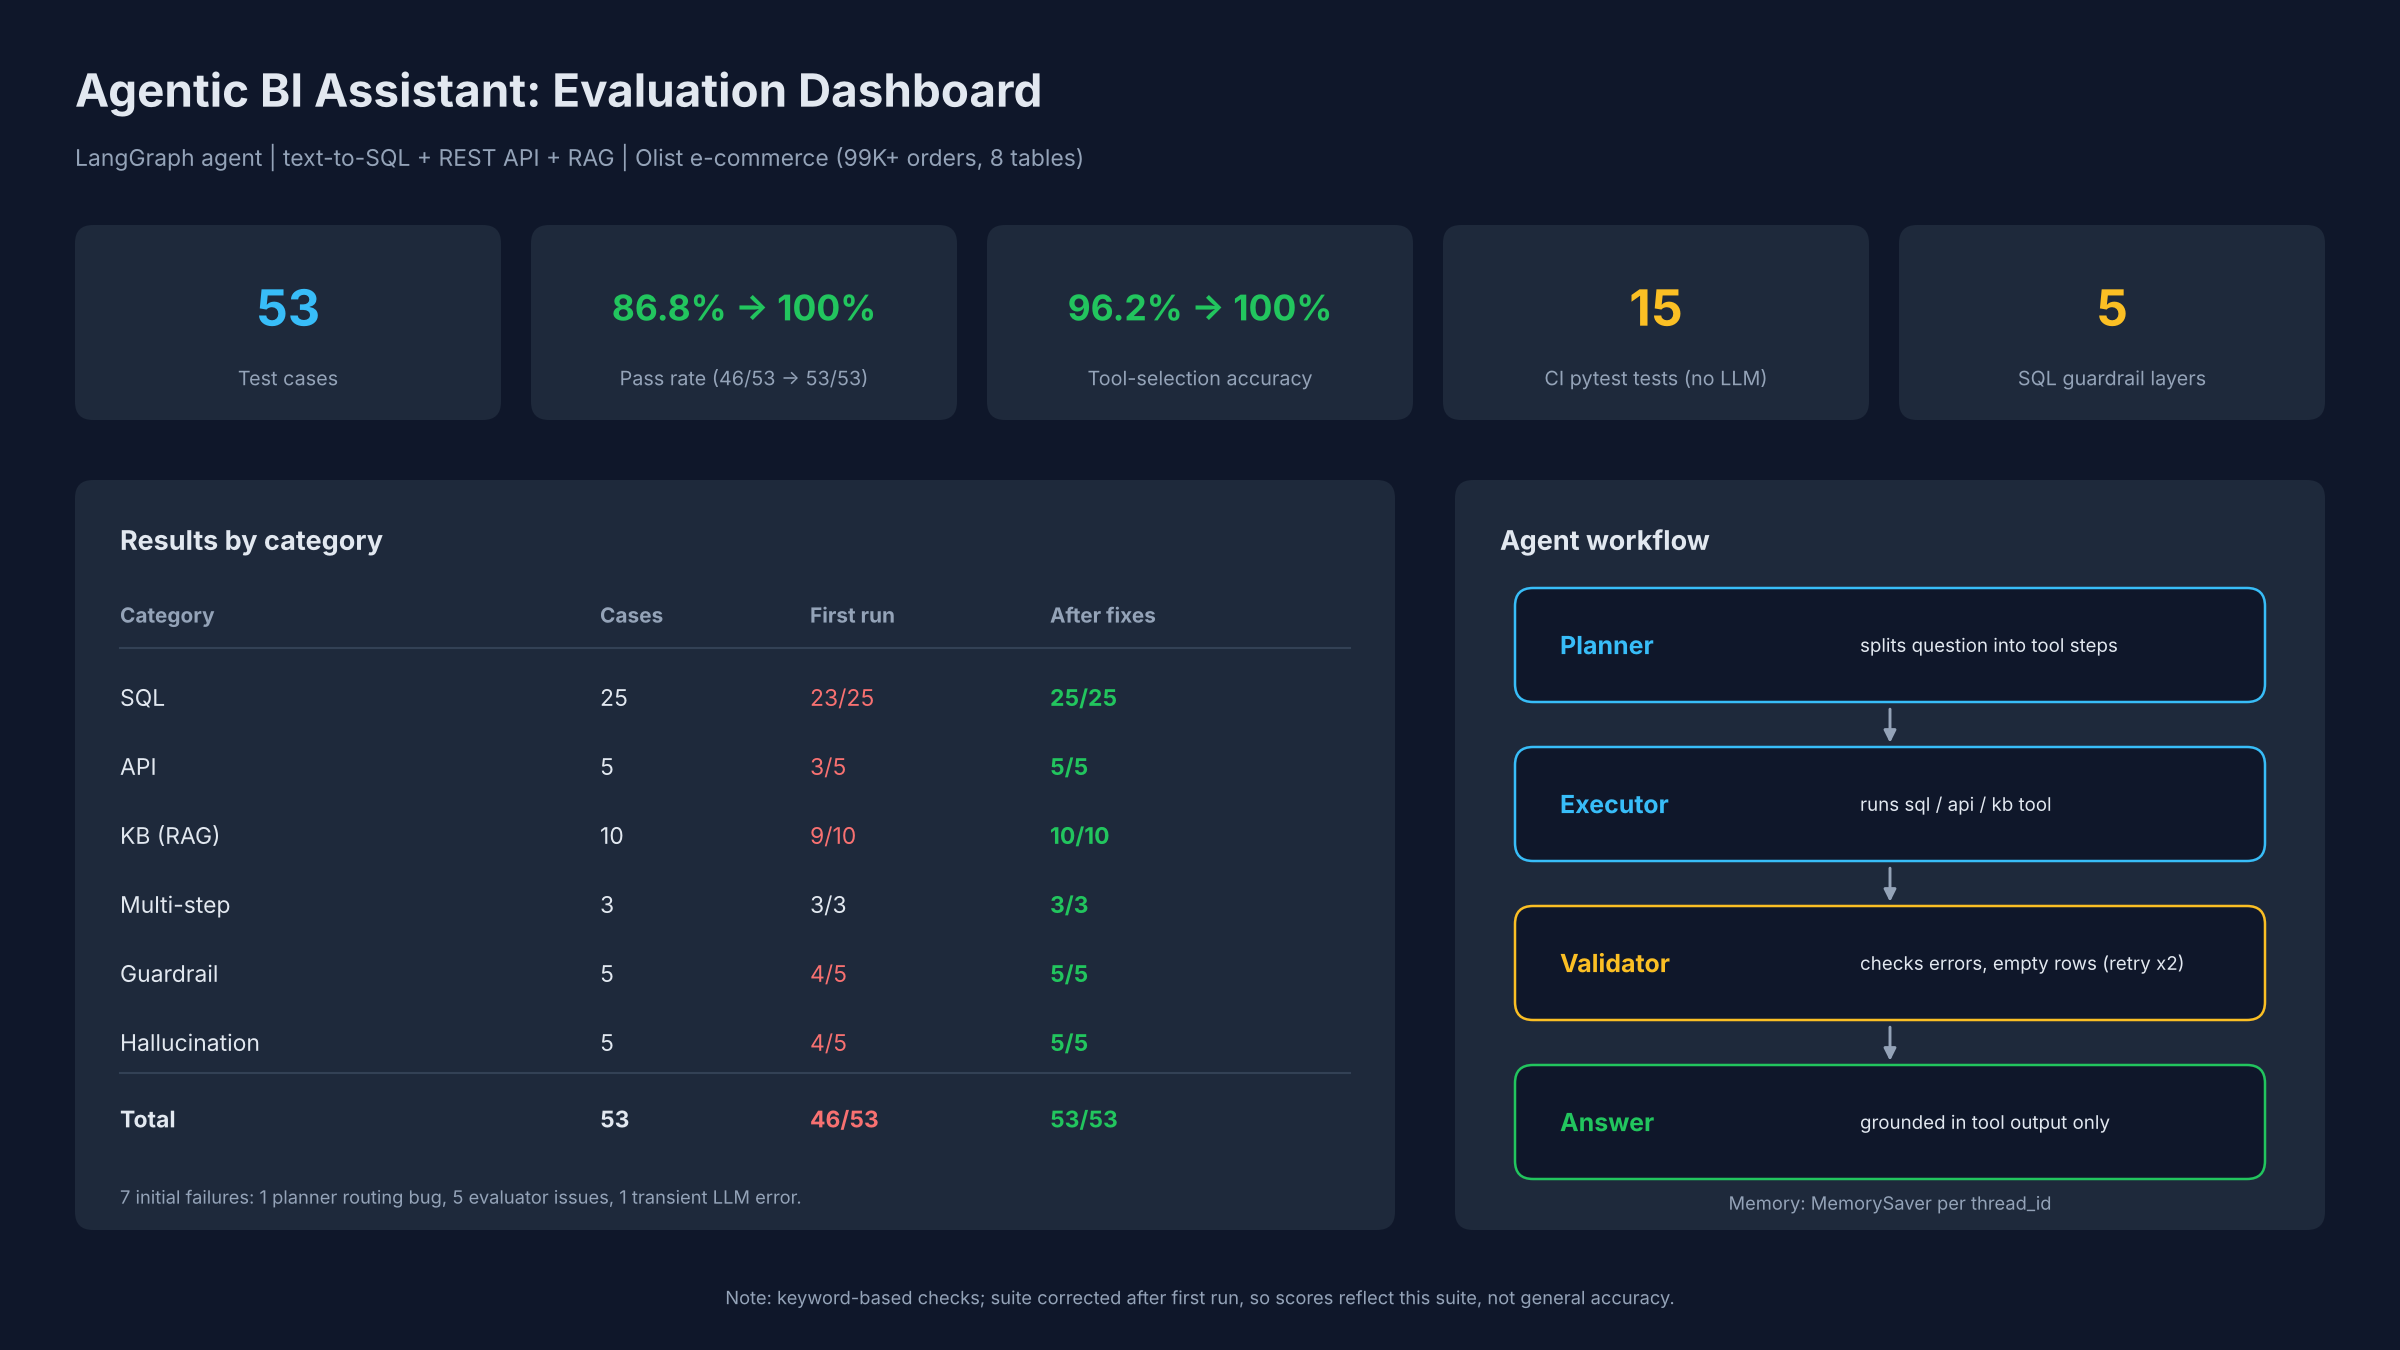 Agentic BI Assistant: Evaluation Dashboard
LangGraph agent | text-to-SQL + REST API + RAG | Olist e-commerce (99K+ orders, 8 tables)
53
Test cases
86.8% → 100%
Pass rate (46/53 → 53/53)
96.2% → 100%
Tool-selection accuracy
15
CI pytest tests (no LLM)
5
SQL guardrail layers
Results by category
Category Cases First run After fixes
SQL 25 23/25 25/25
API 5 3/5 5/5
KB (RAG) 10 9/10 10/10
Multi-step 3 3/3 3/3
Guardrail 5 4/5 5/5
Hallucination 5 4/5 5/5
Total 53 46/53 53/53
7 initial failures: 1 planner routing bug, 5 evaluator issues, 1 transient LLM error.
Agent workflow
Planner splits question into tool steps
Executor runs sql / api / kb tool
Validator checks errors, empty rows (retry x2)
Answer grounded in tool output only
Memory: MemorySaver per thread_id
Note: keyword-based checks; suite corrected after first run, so scores reflect this suite, not general accuracy.